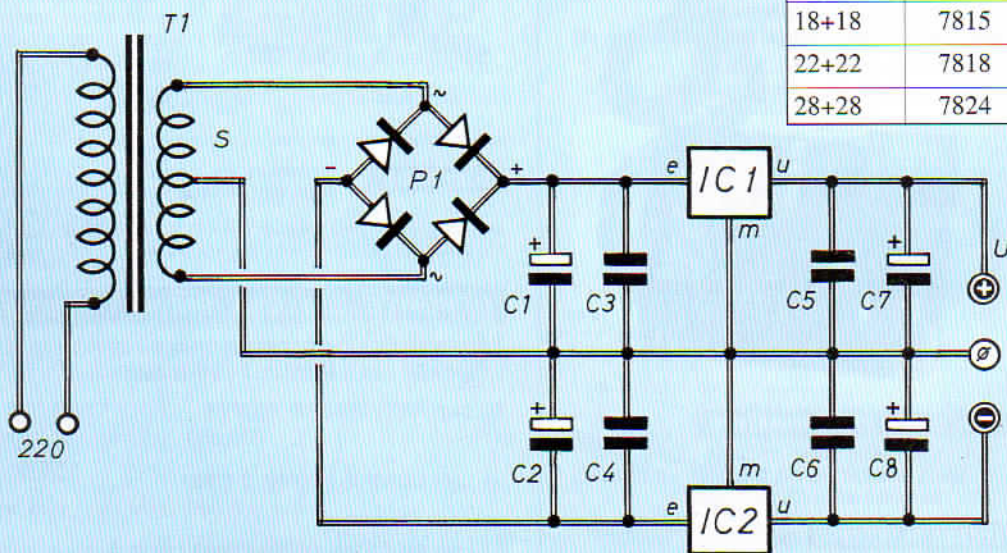 T1
18+18 7815
22+22 7818
28+28 7824
S
~
- P1 +
~
e IC1 u
m
U
+ +
C1 C3 C5 C7
+
ø
220
+ +
C2 C4 C6 C8
-
m
e IC2 u